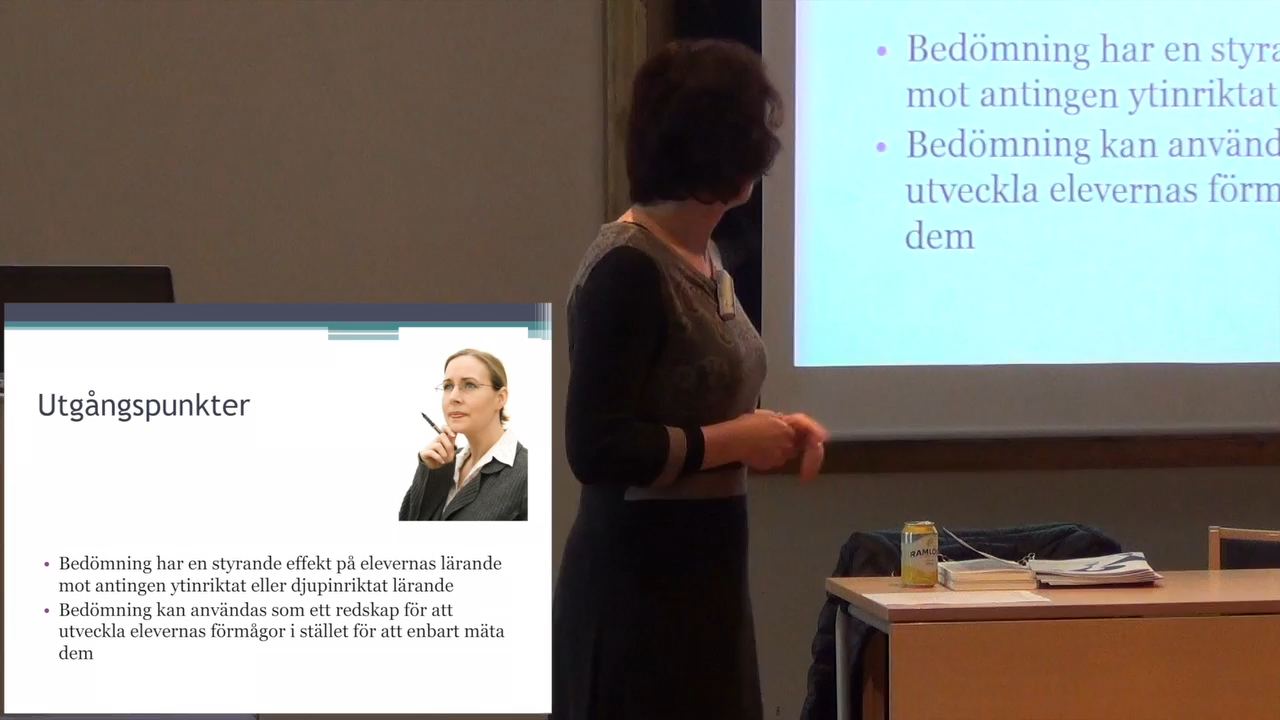 Bedömning har en styra
mot antingen ytinriktat
Bedömning kan använd
utveckla elevernas förm
dem
Utgångspunkter
Bedömning har en styrande effekt på elevernas lärande
mot antingen ytinriktat eller djupinriktat lärande
Bedömning kan användas som ett redskap för att
utveckla elevernas förmågor i stället för att enbart mäta
dem
RAMLÖ